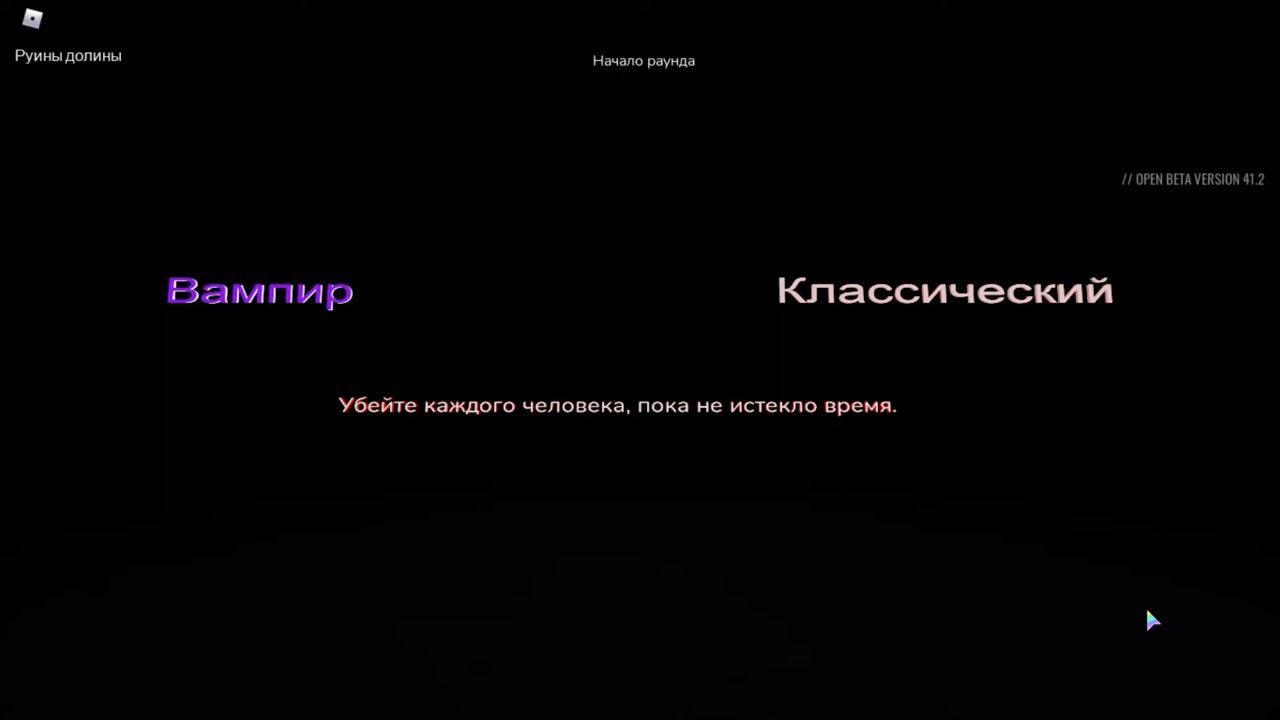 Руины долины
Начало раунда
// OPEN BETA VERSION 41.2
Вампир
Классический
Убейте каждого человека, пока не истекло время.